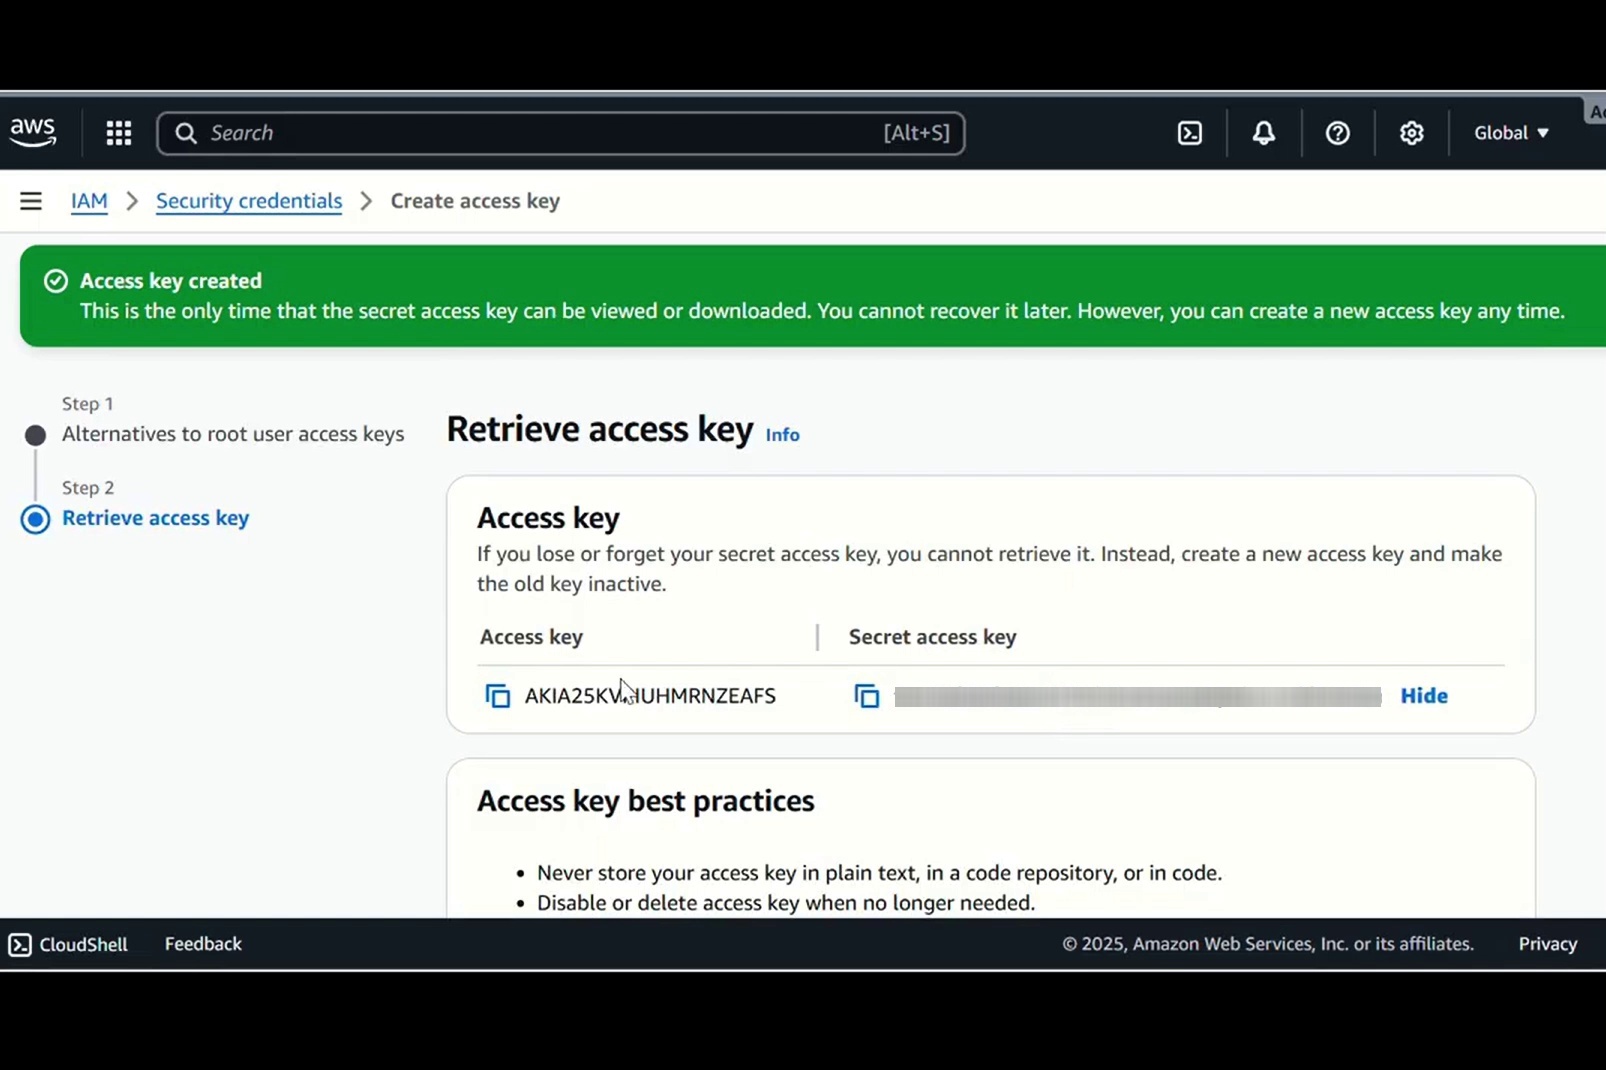 aws
Search [Alt+S]
Global
IAM > Security credentials > Create access key
Access key created
This is the only time that the secret access key can be viewed or downloaded. You cannot recover it later. However, you can create a new access key any time.
Step 1
Alternatives to root user access keys
Step 2
Retrieve access key
Retrieve access key Info
Access key
If you lose or forget your secret access key, you cannot retrieve it. Instead, create a new access key and make
the old key inactive.
Access key Secret access key
Hide
Access key best practices
• Never store your access key in plain text, in a code repository, or in code.
• Disable or delete access key when no longer needed.
CloudShell Feedback © 2025, Amazon Web Services, Inc. or its affiliates. Privacy